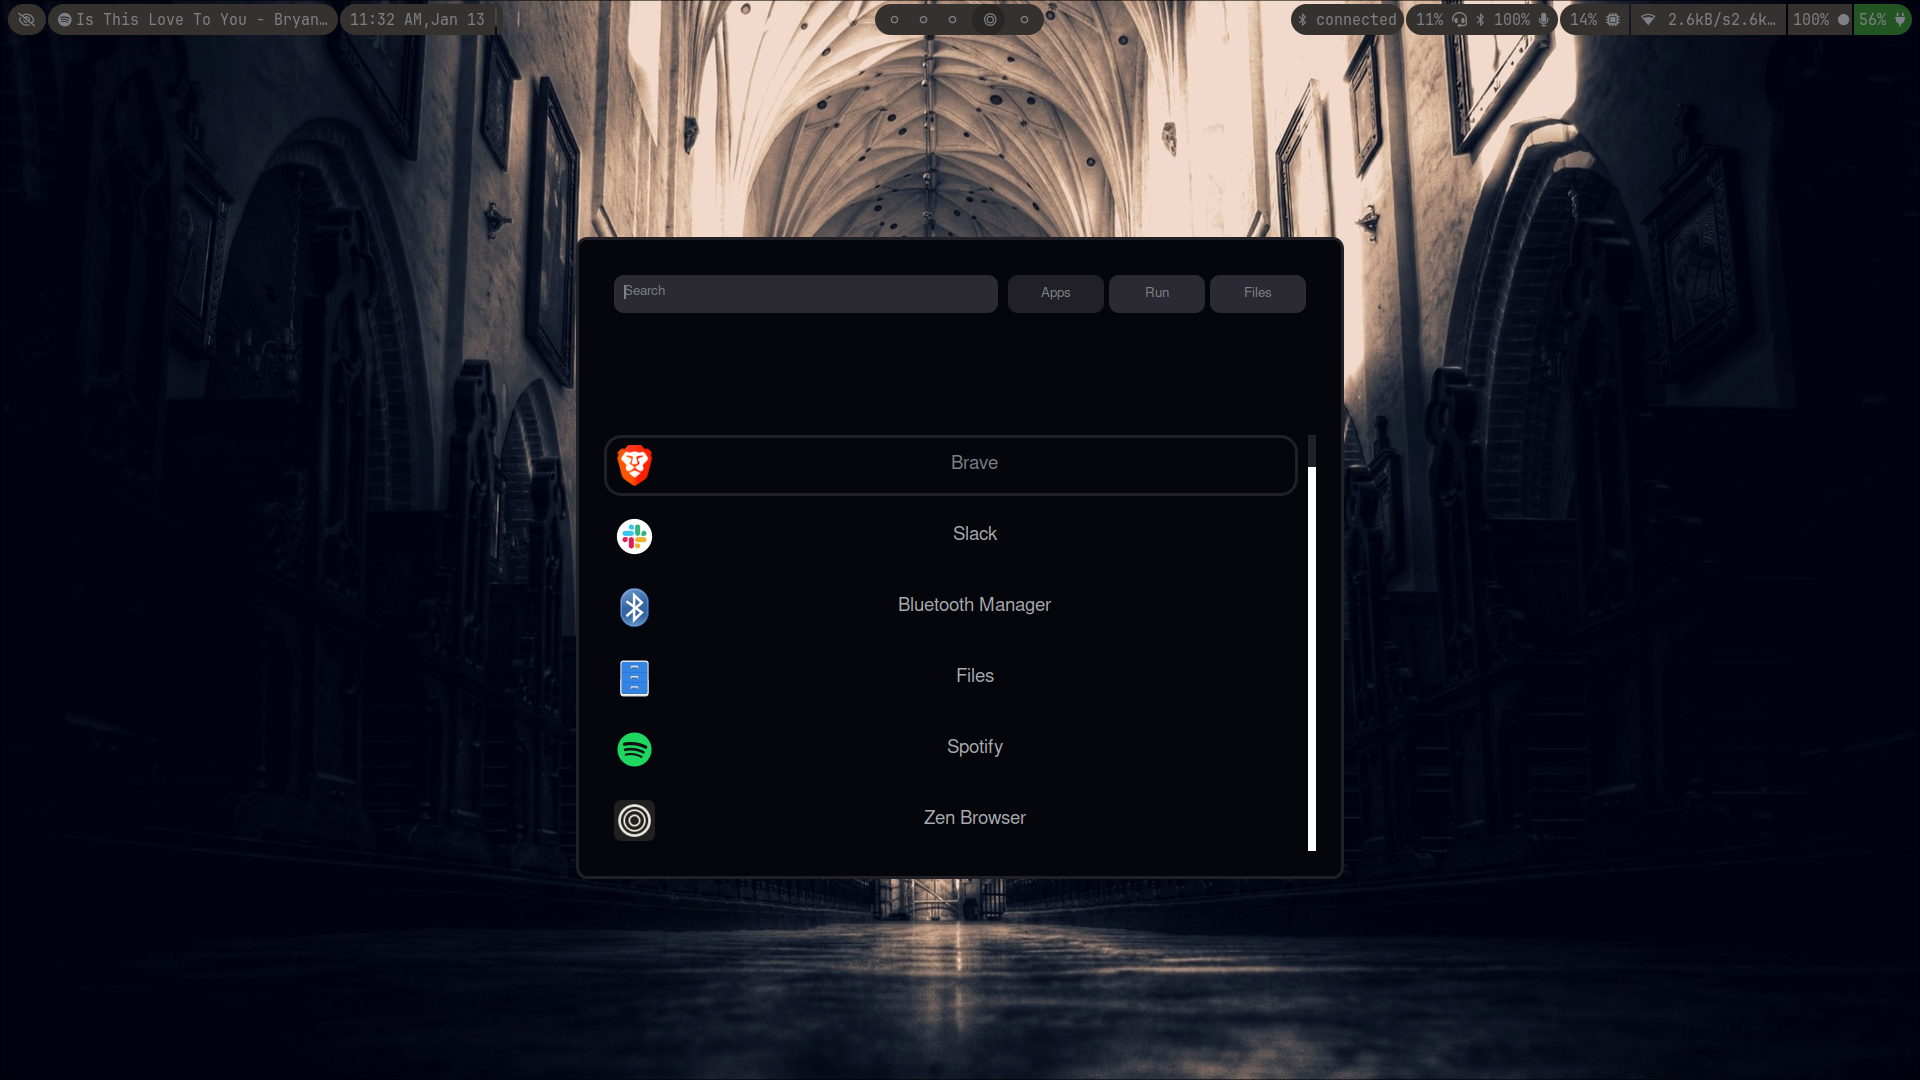 Is This Love To You - Bryan…
11:32 AM,Jan 13
connected
11%
100%
14%
2.6kB/s2.6k…
100%
56%
Search
Apps
Run
Files
Brave
Slack
Bluetooth Manager
Files
Spotify
Zen Browser